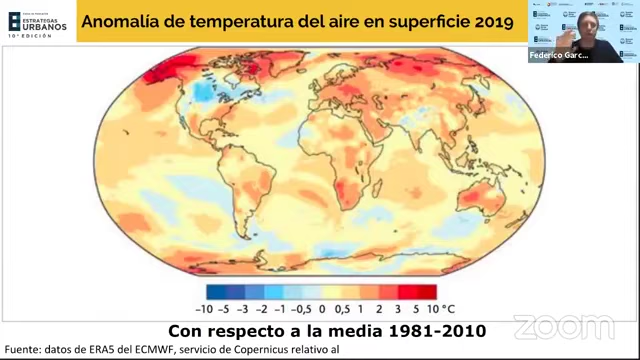 ESTRATEGAS
URBANOS
10ª EDICIÓN
Anomalía de temperatura del aire en superficie 2019
Federico Garc...
-10 -5 -3 -2 -1 -0,5 0 0,5 1 2 3 5 10 °C
Con respecto a la media 1981-2010
zoom
Fuente: datos de ERA5 del ECMWF, servicio de Copernicus relativo al